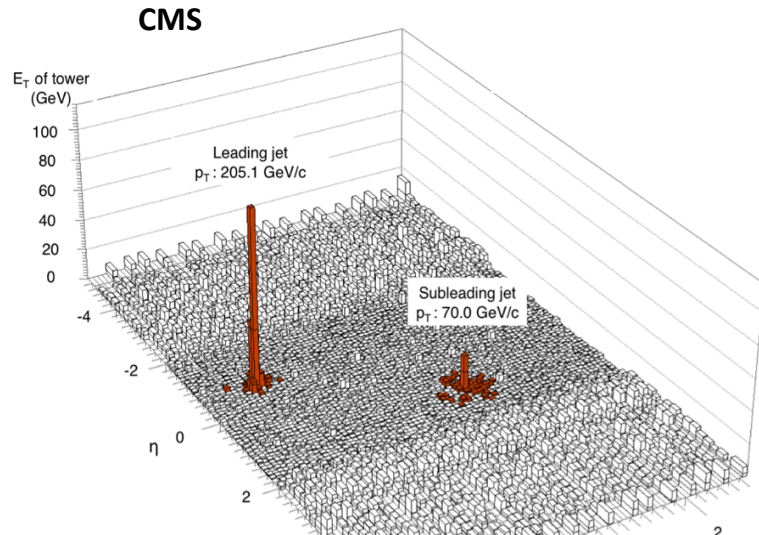 CMS
E_T of tower
(GeV)
100
80
60
40
20
0
Leading jet
p_T : 205.1 GeV/c
Subleading jet
p_T : 70.0 GeV/c
-4
-2
0
η
2
2